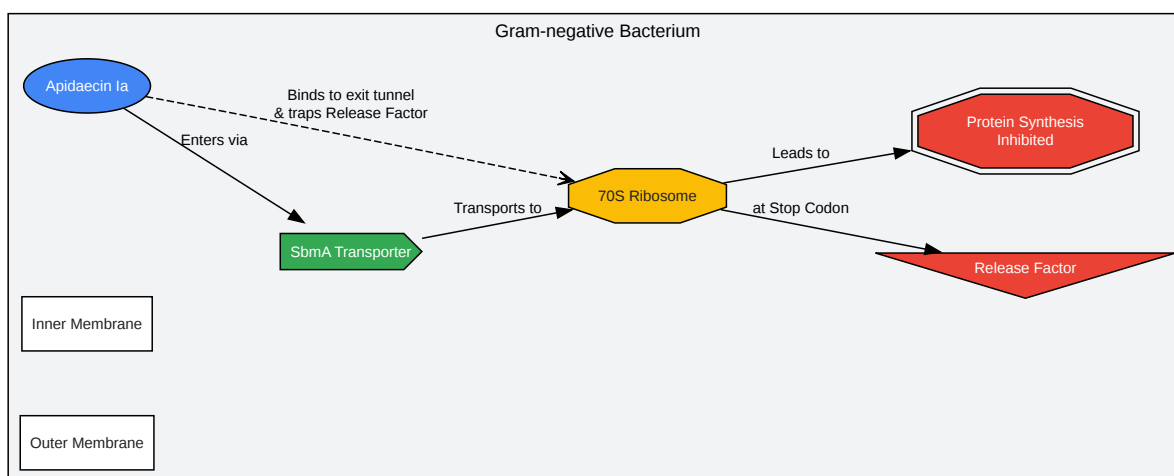 Gram-negative Bacterium
Apidaecin Ia
Binds to exit tunnel
& traps Release Factor
Enters via
Protein Synthesis
Inhibited
Leads to
70S Ribosome
Transports to
at Stop Codon
SbmA Transporter
Release Factor
Inner Membrane
Outer Membrane